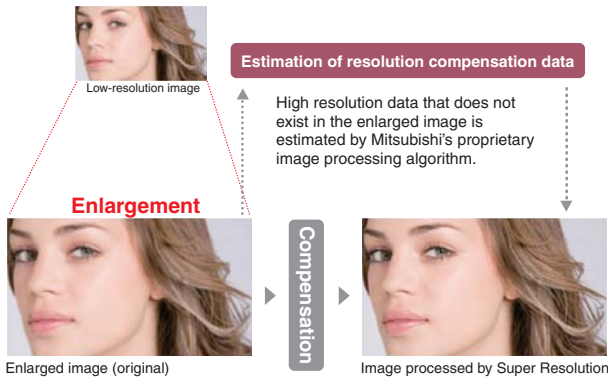 Low-resolution image
Estimation of resolution compensation data
High resolution data that does not
exist in the enlarged image is
estimated by Mitsubishi's proprietary
image processing algorithm.
Enlargement
Compensation
Enlarged image (original)
Image processed by Super Resolution